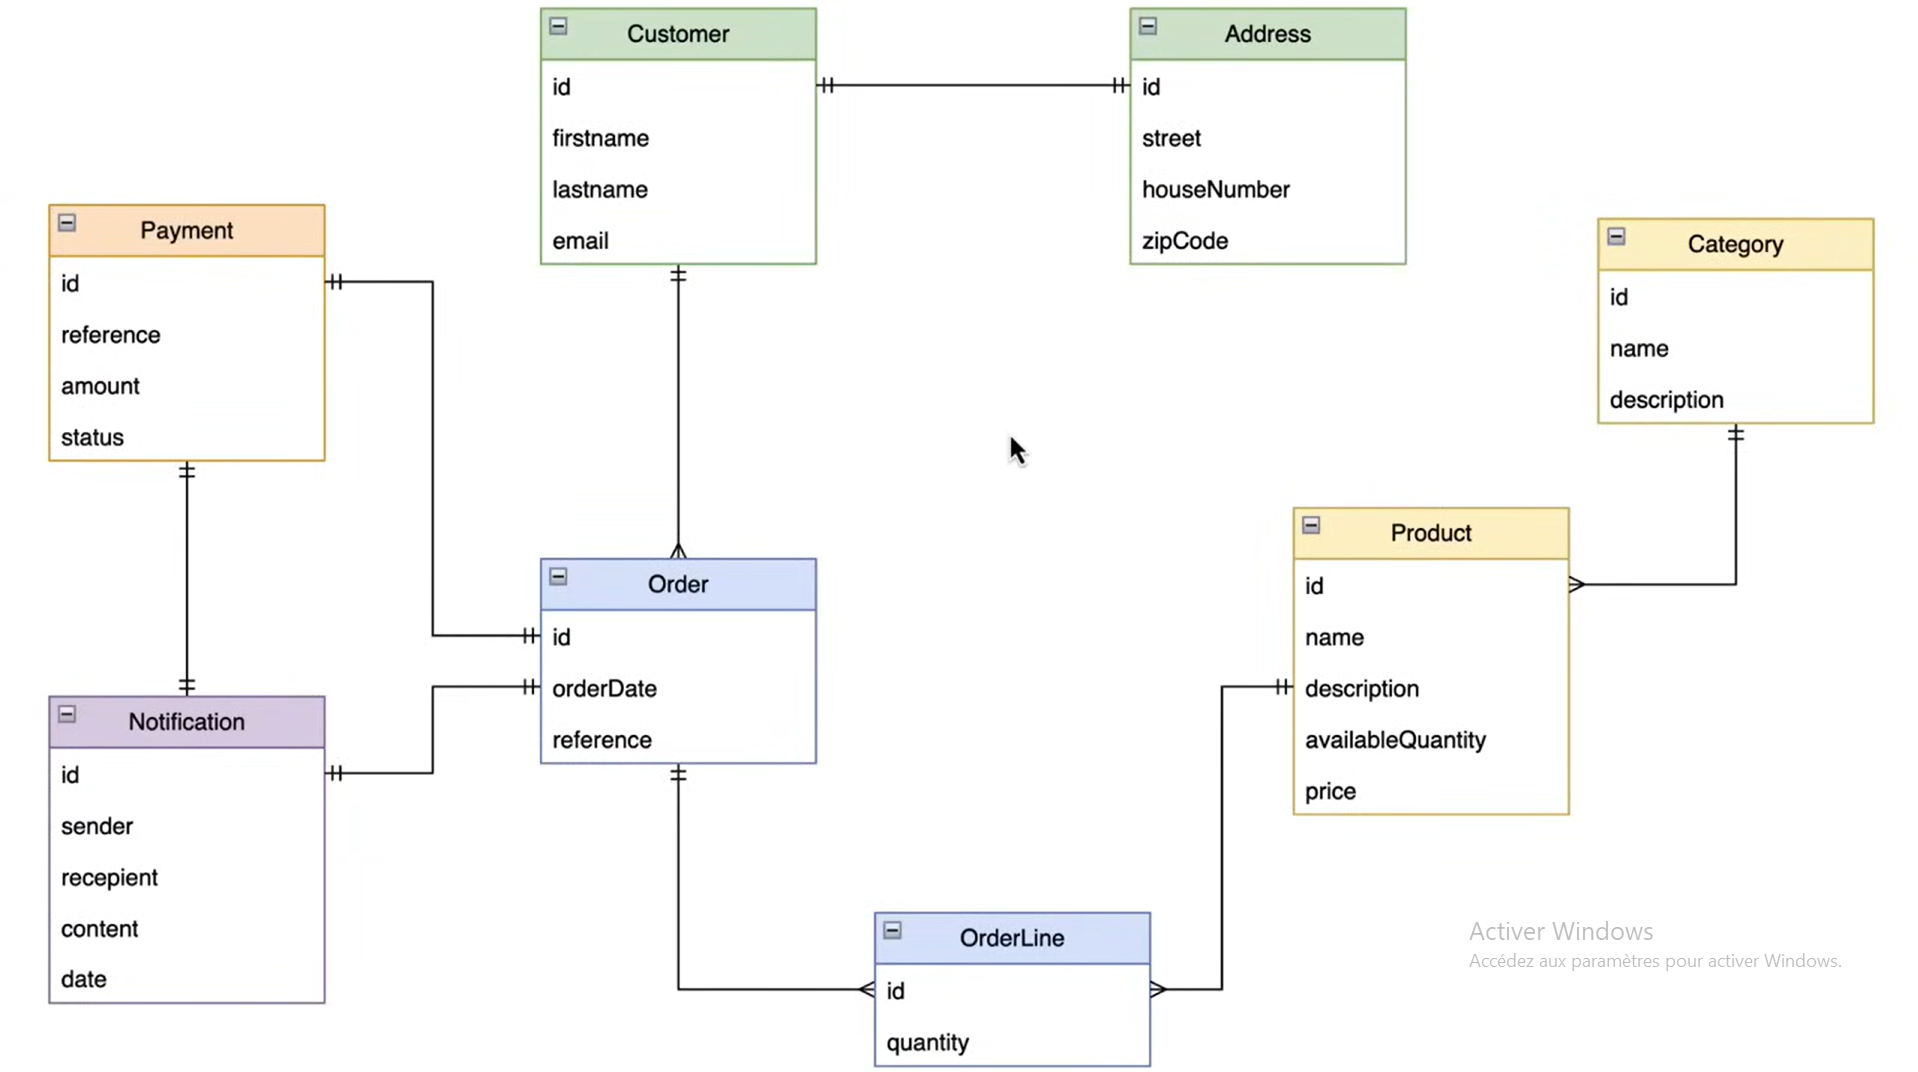 Customer
id
firstname
lastname
email
Address
id
street
houseNumber
zipCode
Payment
id
reference
amount
status
Category
id
name
description
Order
id
orderDate
reference
Product
id
name
description
availableQuantity
price
Notification
id
sender
recepient
content
date
OrderLine
id
quantity
Activer Windows
Accédez aux paramètres pour activer Windows.